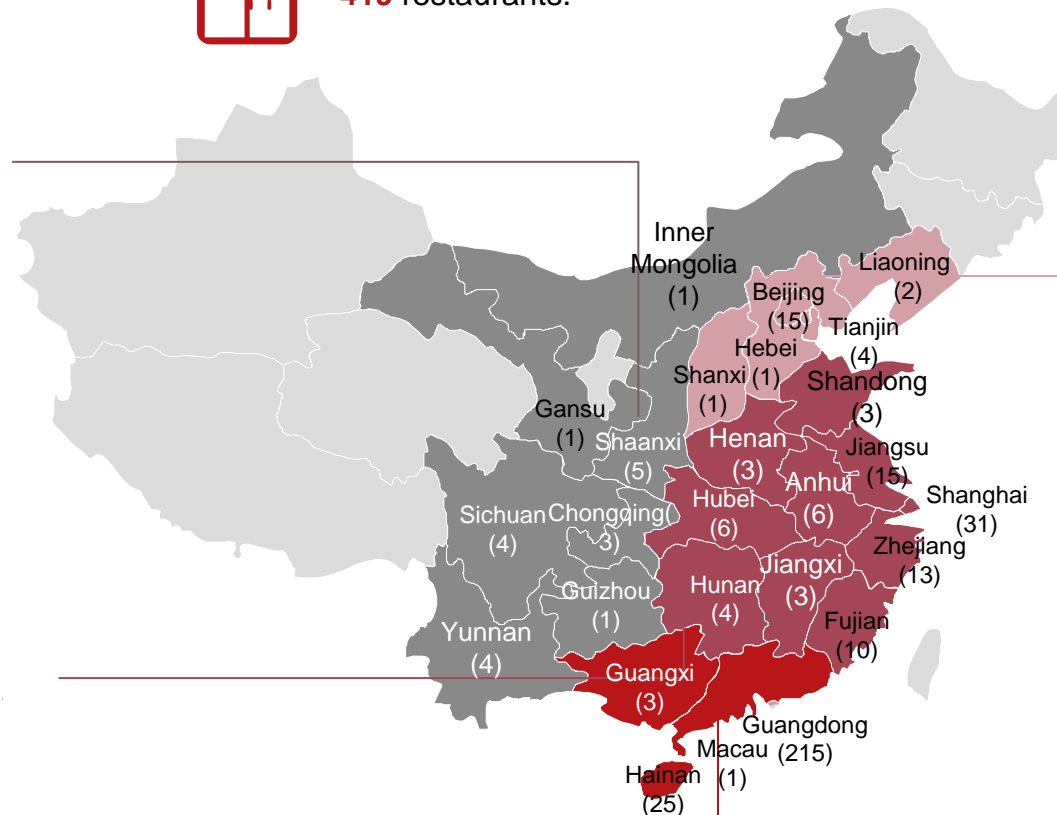 restaurants.
Inner
Mongolia
(1)
Liaoning
(2)
Beijing
(15)
Tianjin
(4)
Hebei
(1)
Shanxi
(1)
Shandong
(3)
Gansu
(1)
Shaanxi
(5)
Henan
(3)
Jiangsu
(15)
Anhui
(6)
Shanghai
(31)
Hubei
(6)
Sichuan
(4)
Chongqing(
3)
Zhejiang
(13)
Jiangxi
(3)
Hunan
(4)
Guizhou
(1)
Fujian
(10)
Yunnan
(4)
Guangxi
(3)
Guangdong
(215)
Macau
(1)
Hainan
(25)